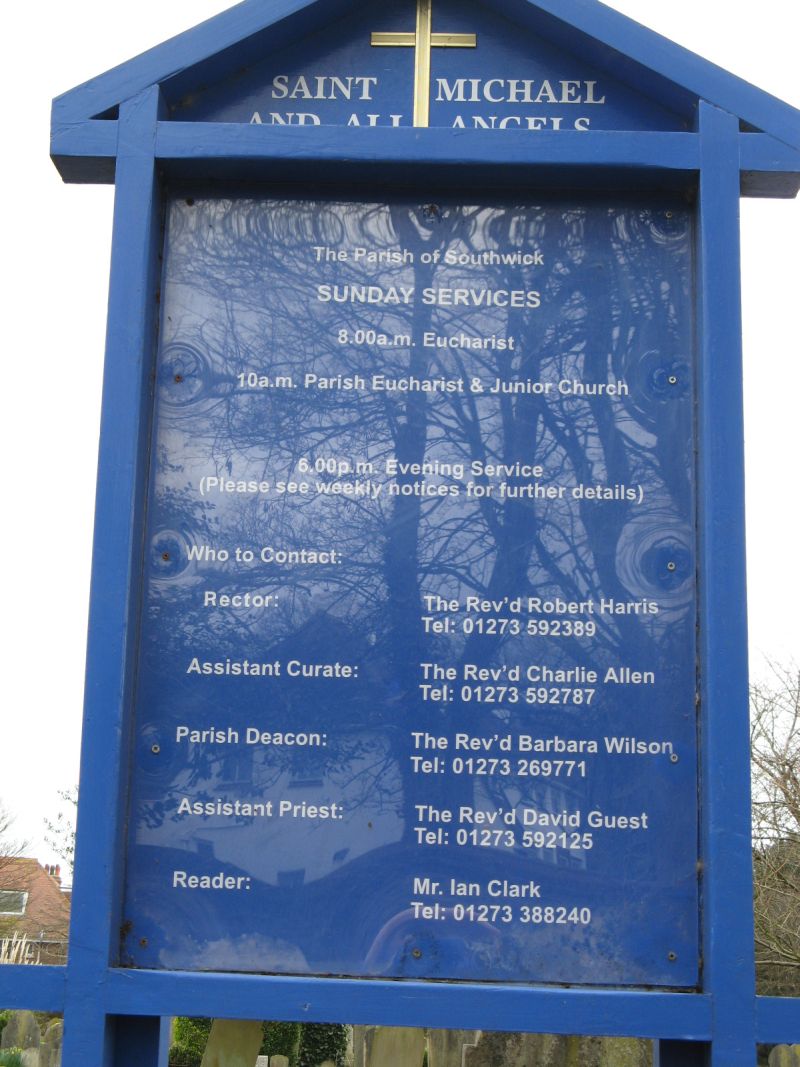 SAINT MICHAEL
AND ALL ANGELS
The Parish of Southwick
SUNDAY SERVICES
8.00a.m. Eucharist
10a.m. Parish Eucharist & Junior Church
6.00p.m. Evening Service
(Please see weekly notices for further details)
Who to Contact:
Rector: The Rev'd Robert Harris
Tel: 01273 592389
Assistant Curate: The Rev'd Charlie Allen
Tel: 01273 592787
Parish Deacon: The Rev'd Barbara Wilson
Tel: 01273 269771
Assistant Priest: The Rev'd David Guest
Tel: 01273 592125
Reader: Mr. Ian Clark
Tel: 01273 388240